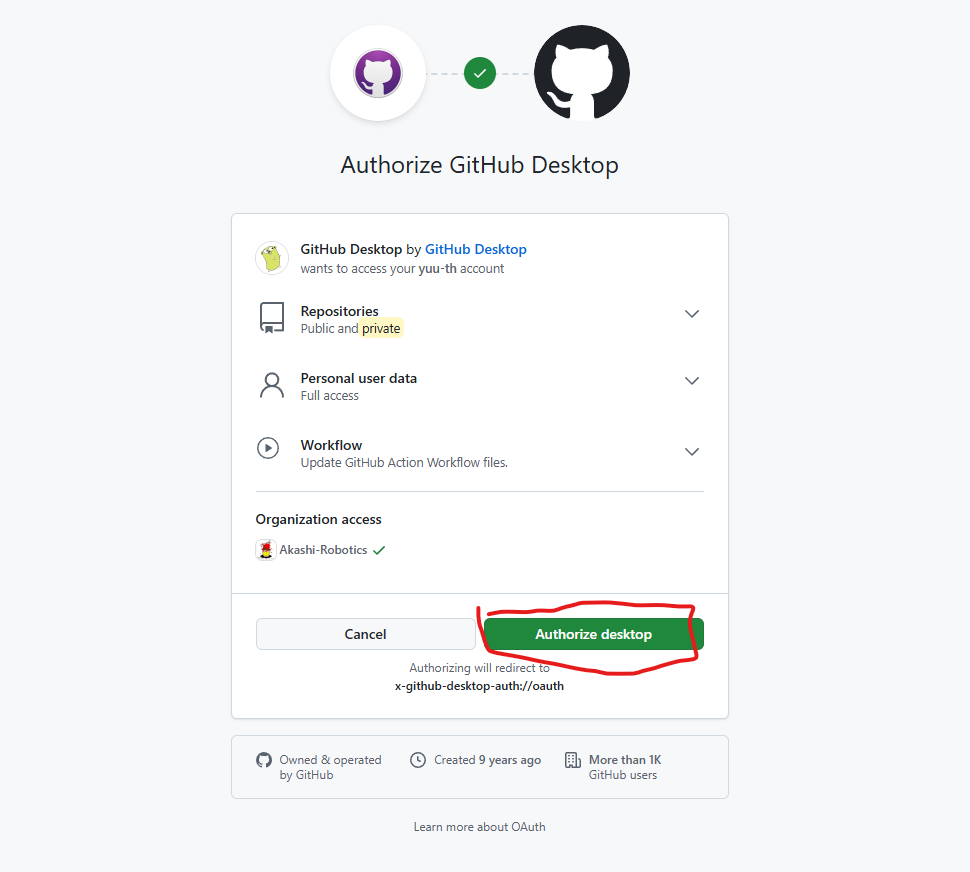 Authorize GitHub Desktop
GitHub Desktop by GitHub Desktop
wants to access your yuu-th account
Repositories
Public and private
Personal user data
Full access
Workflow
Update GitHub Action Workflow files.
Organization access
Akashi-Robotics
Cancel
Authorize desktop
Authorizing will redirect to
x-github-desktop-auth://oauth
Owned & operated
by GitHub
Created 9 years ago
More than 1K
GitHub users
Learn more about OAuth